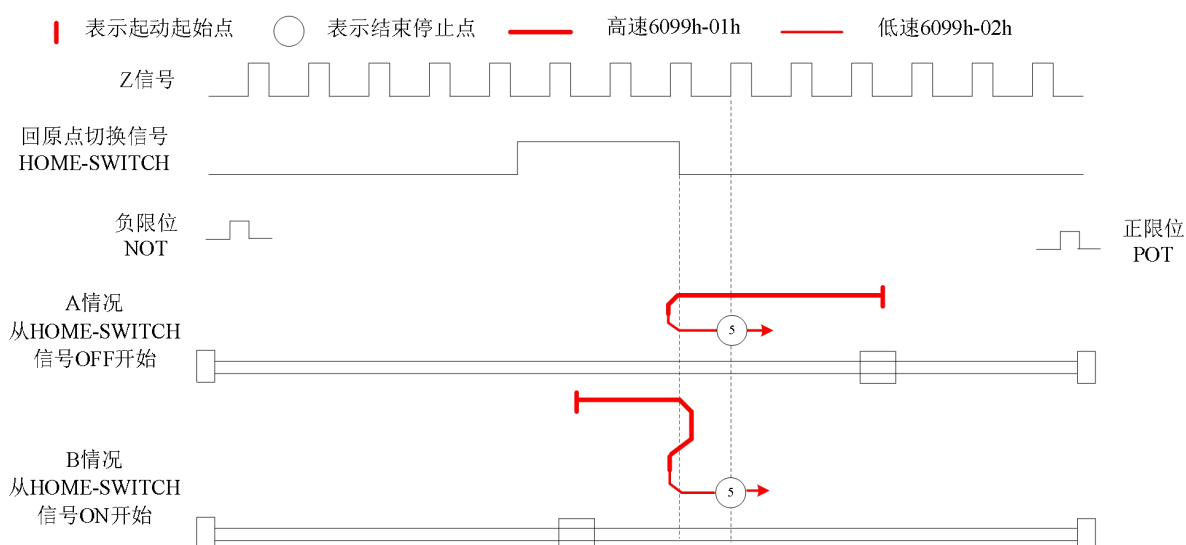 表示起动起始点
表示结束停止点
高速6099h-01h
低速6099h-02h
Z信号
回原点切换信号
HOME-SWITCH
负限位
NOT
正限位
POT
A情况
从HOME-SWITCH
信号OFF开始
5
B情况
从HOME-SWITCH
信号ON开始
5